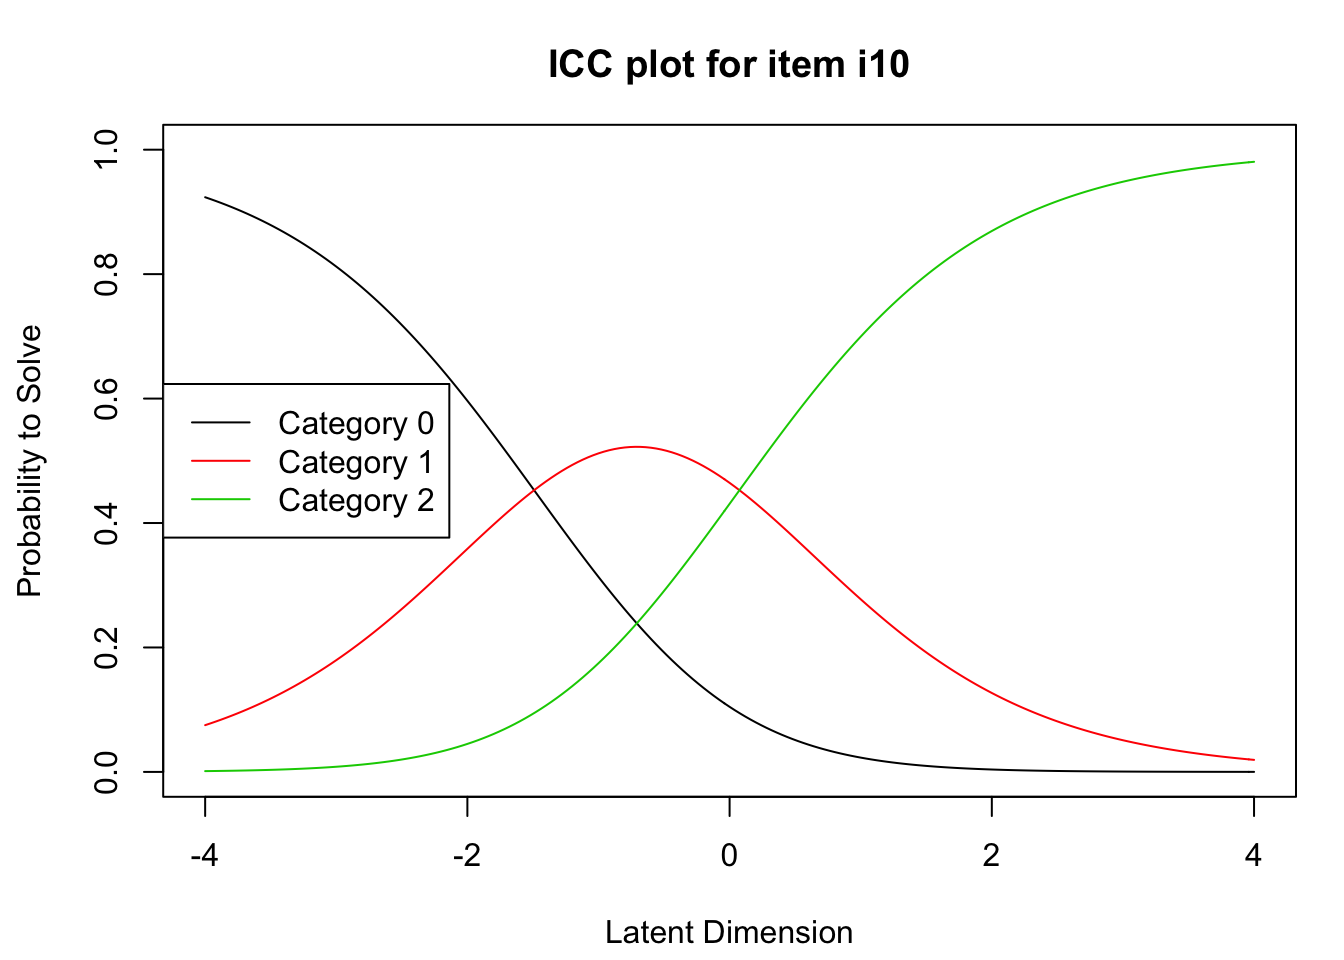 ICC plot for item i10
Probability to Solve
1.0
0.8
0.6
0.4
0.2
0.0
Category 0
Category 1
Category 2
-4 -2 0 2 4
Latent Dimension